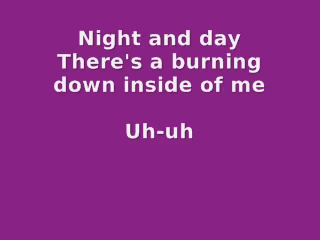 Night and day
There's a burning
down inside of me
Uh-uh